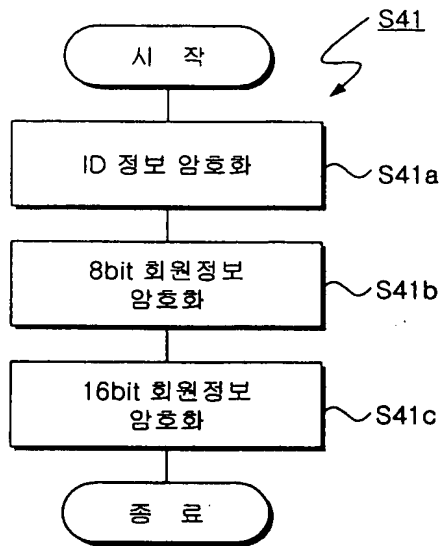 S41
시 작
ID 정보 암호화
S41a
8bit 회원정보
암호화
S41b
16bit 회원정보
암호화
S41c
종 료